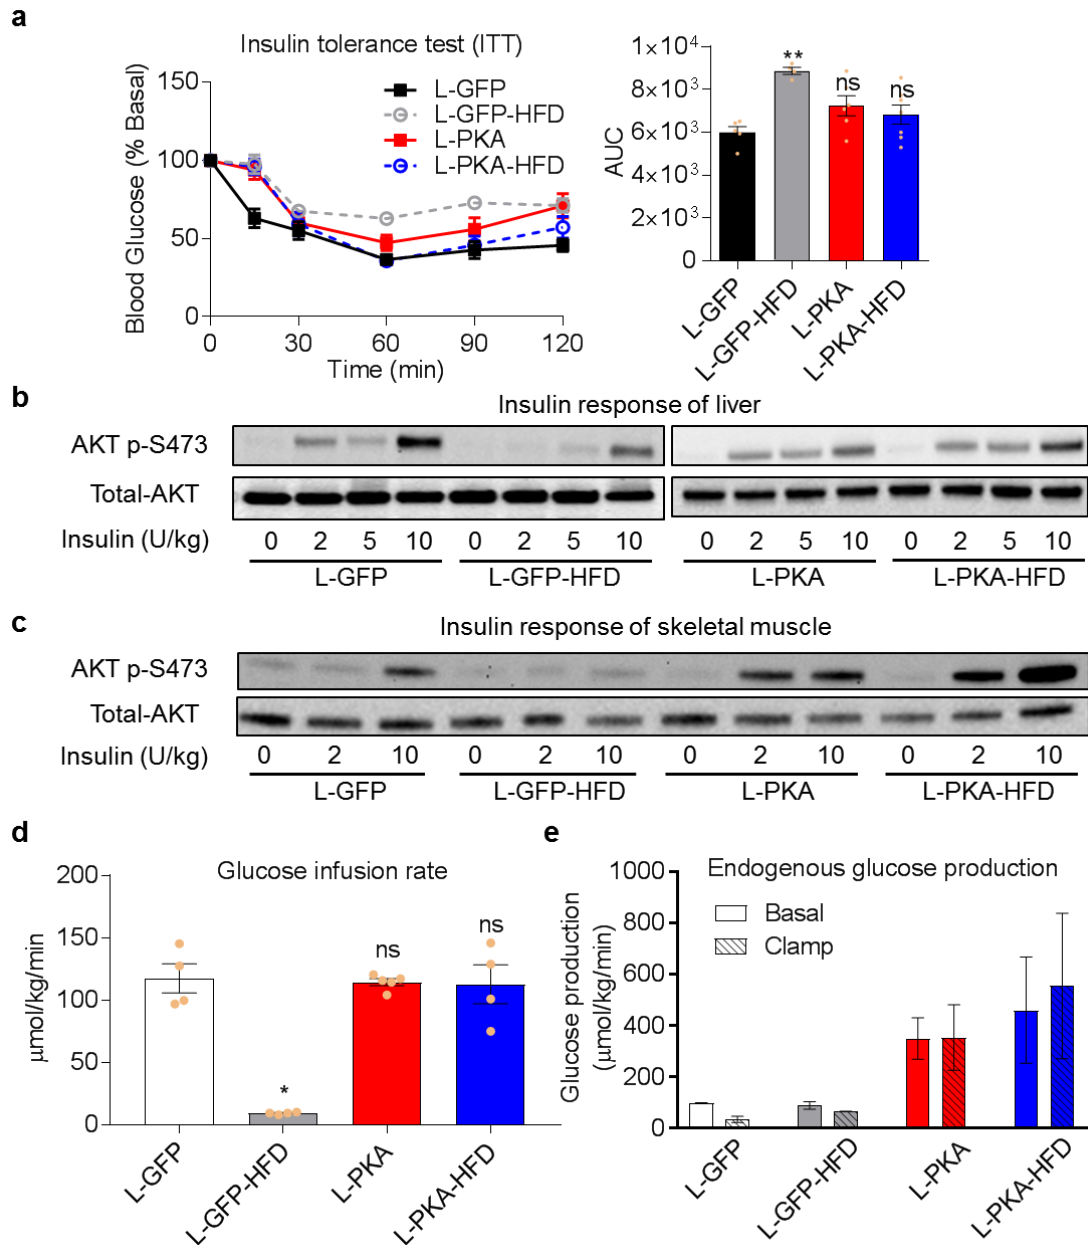 a
Insulin tolerance test (ITT)
Blood Glucose (% Basal)
150
100
50
0
0 30 60 90 120
Time (min)
L-GFP
L-GFP-HFD
L-PKA
L-PKA-HFD
AUC
1×10⁴
8×10³
6×10³
4×10³
2×10³
0
** ns ns
L-GFP L-GFP-HFD L-PKA L-PKA-HFD
b
Insulin response of liver
AKT p-S473
Total-AKT
Insulin (U/kg) 0 2 5 10 0 2 5 10 0 2 5 10 0 2 5 10
L-GFP L-GFP-HFD L-PKA L-PKA-HFD
c
Insulin response of skeletal muscle
AKT p-S473
Total-AKT
Insulin (U/kg) 0 2 10 0 2 10 0 2 10 0 2 10
L-GFP L-GFP-HFD L-PKA L-PKA-HFD
d
Glucose infusion rate
μmol/kg/min
200
150
100
50
0
* ns ns
L-GFP L-GFP-HFD L-PKA L-PKA-HFD
e
Endogenous glucose production
Glucose production
(μmol/kg/min)
1000
800
600
400
200
0
Basal
Clamp
L-GFP L-GFP-HFD L-PKA L-PKA-HFD